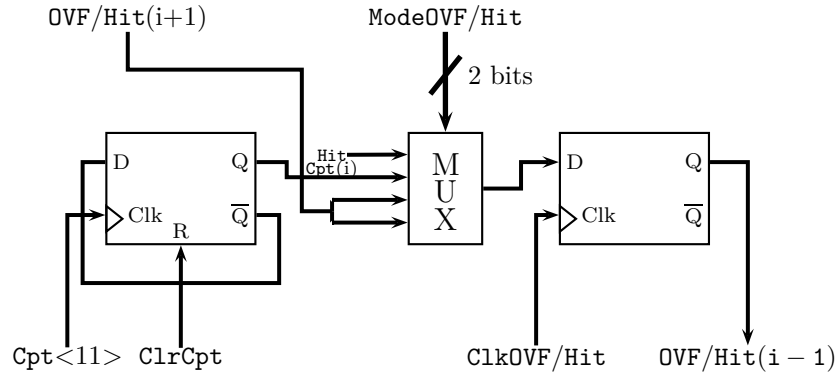 OVF/Hit(i+1)
ModeOVF/Hit
2 bits
Hit
Cpt(i)
D
Q
Clk
Q
R
M
U
X
D
Q
Clk
Q
Cpt<11>
ClrCpt
ClkOVF/Hit
OVF/Hit(i − 1)